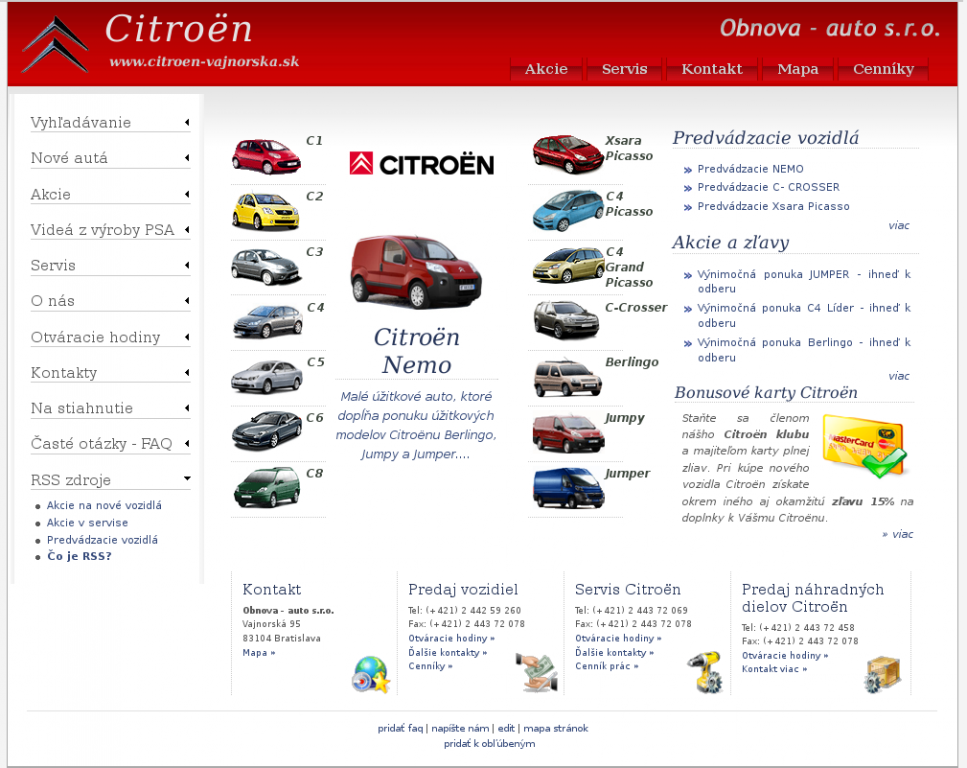 Citroën
www.citroen-vajnorska.sk
Obnova - auto s.r.o.
Akcie
Servis
Kontakt
Mapa
Cenníky
Vyhľadávanie
Nové autá
Akcie
Videá z výroby PSA
Servis
O nás
Otváracie hodiny
Kontakty
Na stiahnutie
Časté otázky - FAQ
RSS zdroje
Akcie na nové vozidlá
Akcie v servise
Predvádzacie vozidlá
Čo je RSS?
C1
C2
C3
C4
C5
C6
C8
CITROËN
Citroën
Nemo
Malé úžitkové auto, ktoré
dopĺňa ponuku úžitkových
modelov Citroënu Berlingo,
Jumpy a Jumper....
Xsara
Picasso
C4
Picasso
C4
Grand
Picasso
C-Crosser
Berlingo
Jumpy
Jumper
Predvádzacie vozidlá
» Predvádzacie NEMO
» Predvádzacie C- CROSSER
» Predvádzacie Xsara Picasso
viac
Akcie a zľavy
» Výnimočná ponuka JUMPER - ihneď k
odberu
» Výnimočná ponuka C4 Líder - ihneď k
odberu
» Výnimočná ponuka Berlingo - ihneď k
odberu
viac
Bonusové karty Citroën
Staňte sa členom
nášho Citroën klubu
a majiteľom karty plnej
zliav. Pri kúpe nového
vozidla Citroën získate
okrem iného aj okamžitú zľavu 15% na
doplnky k Vášmu Citroënu.
MasterCard
» viac
Kontakt
Obnova - auto s.r.o.
Vajnorská 95
83104 Bratislava
Mapa »
Predaj vozidiel
Tel: (+421) 2 442 59 260
Fax: (+421) 2 443 72 078
Otváracie hodiny »
Ďalšie kontakty »
Cenníky »
Servis Citroën
Tel: (+421) 2 443 72 069
Fax: (+421) 2 443 72 078
Otváracie hodiny »
Ďalšie kontakty »
Cenník prác »
Predaj náhradných
dielov Citroën
Tel: (+421) 2 443 72 458
Fax: (+421) 2 443 72 078
Otváracie hodiny »
Kontakt viac »
pridať faq | napíšte nám | edit | mapa stránok
pridať k obľúbeným